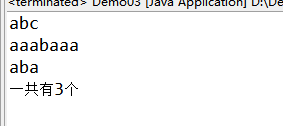 <terminated> Demo03 [Java Application] D:\De
abc
aaabaaa
aba
一共有3个